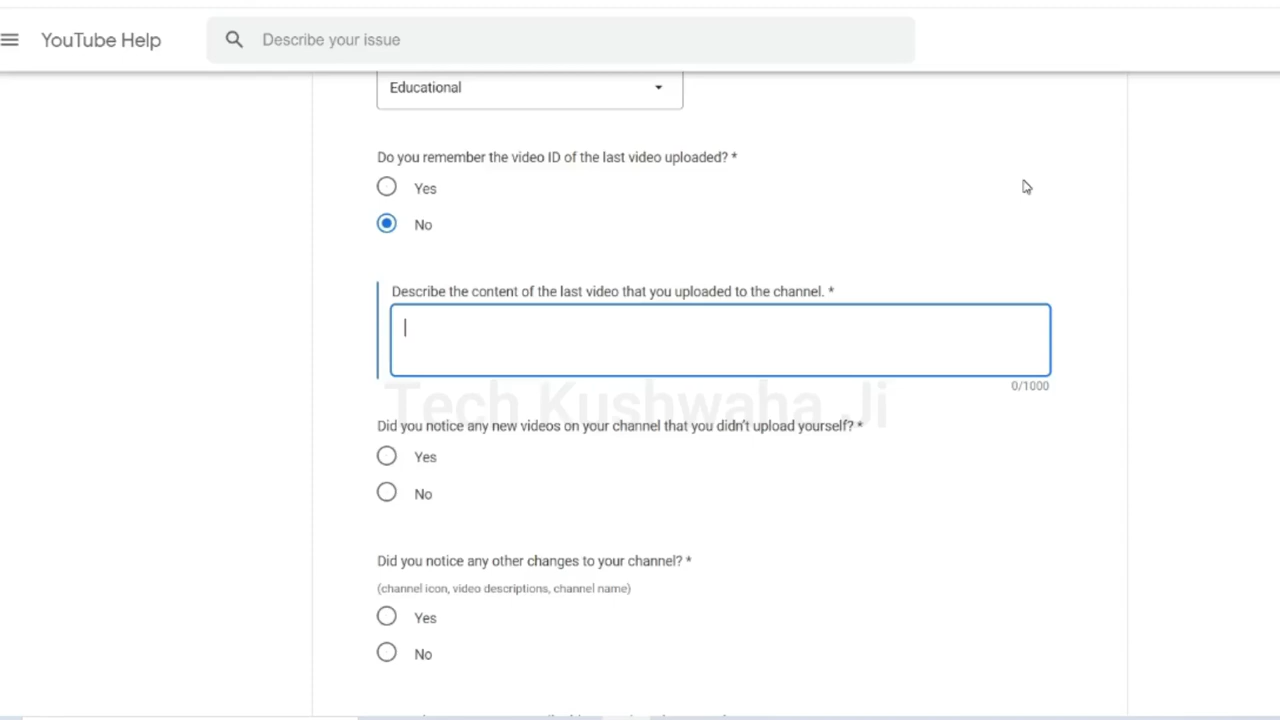 YouTube Help
Describe your issue
Educational
Do you remember the video ID of the last video uploaded? *
Yes
No
Describe the content of the last video that you uploaded to the channel. *
0/1000
Tech Kushwaha Ji
Did you notice any new videos on your channel that you didn't upload yourself? *
Yes
No
Did you notice any other changes to your channel? *
(channel icon, video descriptions, channel name)
Yes
No